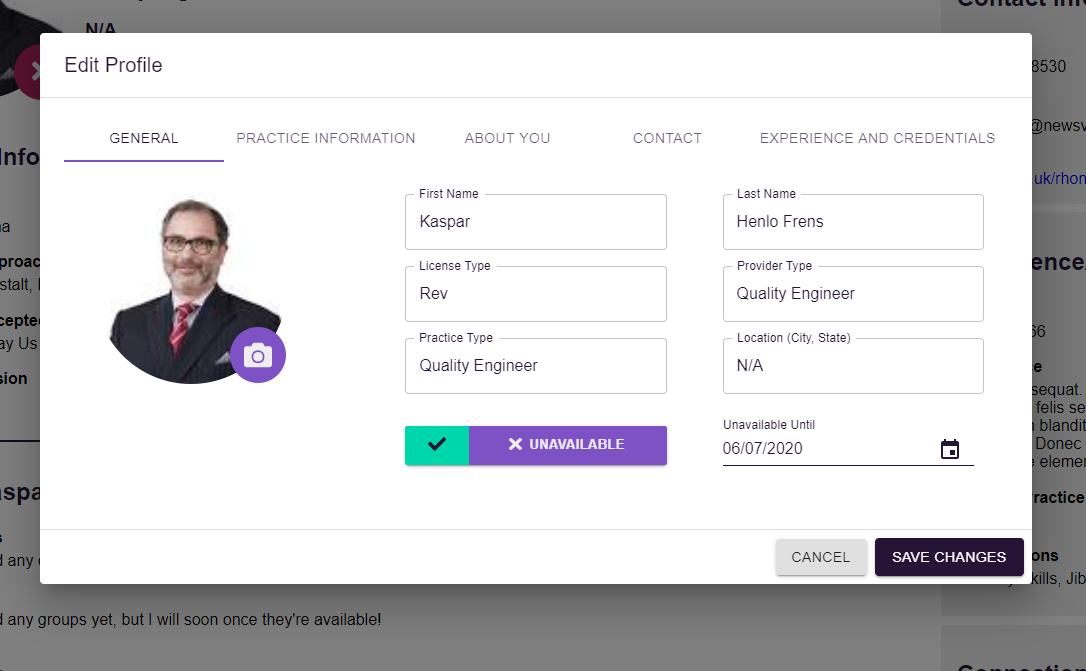 N/A
Contact Info
Edit Profile
8530
@newsv
uk/rhon
GENERAL PRACTICE INFORMATION ABOUT YOU CONTACT EXPERIENCE AND CREDENTIALS
Info
First Name
Kaspar
Last Name
Henlo Frens
License Type
Rev
Provider Type
Quality Engineer
Practice Type
Quality Engineer
Location (City, State)
N/A
UNAVAILABLE
Unavailable Until
06/07/2020
na
proac
stalt,
cepted
ay Us
sion
aspa
s
d any
ence
66
e
sequat.
felis se
blandit
Donec
elemen
ractice
CANCEL SAVE CHANGES
ons
kills, Jib
d any groups yet, but I will soon once they're available!
Connection